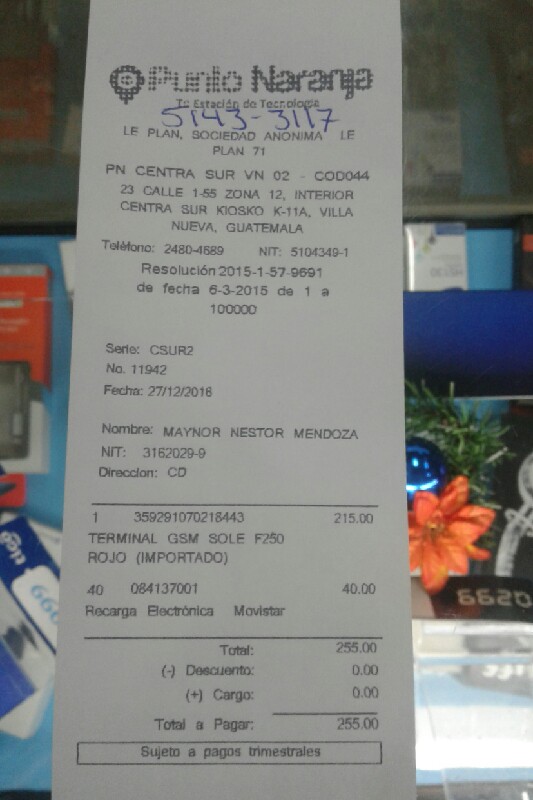 Punto Naranja
Tu Estación de Tecnología
5143-3117
LE PLAN, SOCIEDAD ANONIMA LE
PLAN 71
PN CENTRA SUR VN 02 - COD044
23 CALLE 1-55 ZONA 12, INTERIOR
CENTRA SUR KIOSKO K-11A, VILLA
NUEVA, GUATEMALA
Teléfono: 2480-4689 NIT: 5104349-1
Resolución 2015-1-57-9691
de fecha 6-3-2015 de 1 a
100000
Serie: CSUR2
No. 11942
Fecha: 27/12/2016
Nombre: MAYNOR NESTOR MENDOZA
NIT: 3162029-9
Direccion: CD
1 359291070218443 215.00
TERMINAL GSM SOLE F250
ROJO (IMPORTADO)
40 084137001 40.00
Recarga Electrónica Movistar
Total: 255.00
(-) Descuento: 0.00
(+) Cargo: 0.00
Total a Pagar: 255.00
Sujeto a pagos trimestrales
tigo